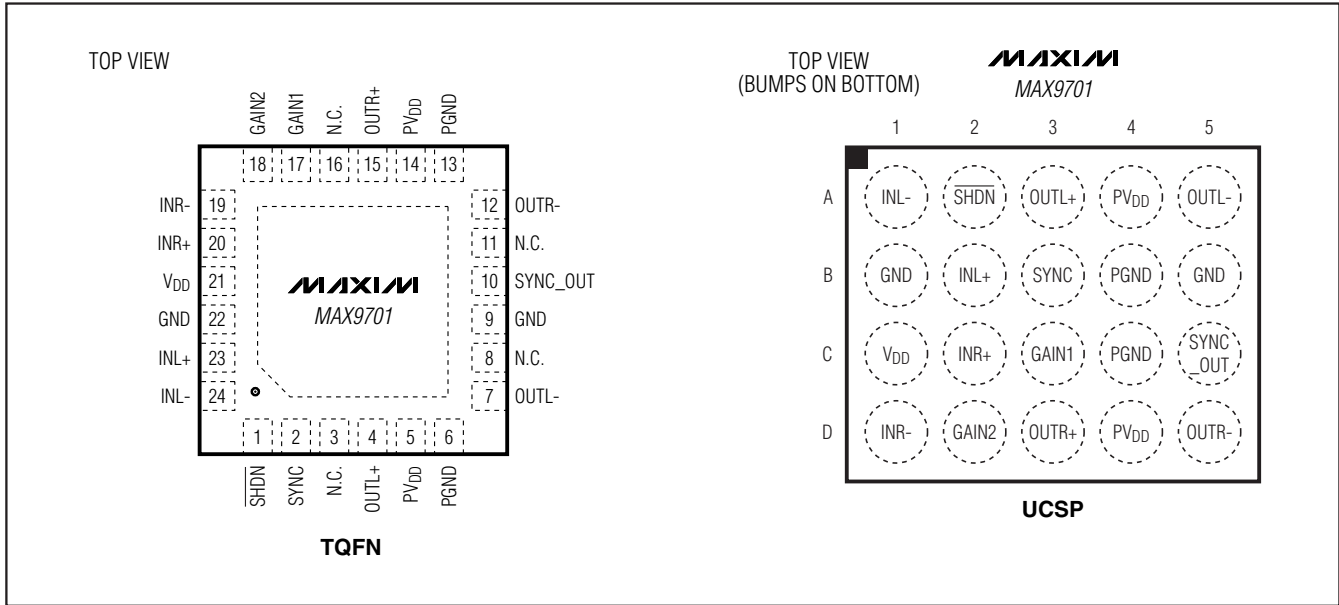 TOP VIEW
GAIN2 GAIN1 N.C. OUTR+ PVDD PGND
18 17 16 15 14 13
INR- 19
INR+ 20
VDD 21
GND 22
INL+ 23
INL- 24
MAXIM
MAX9701
12 OUTR-
11 N.C.
10 SYNC_OUT
9 GND
8 N.C.
7 OUTL-
1 2 3 4 5 6
SHDN SYNC N.C. OUTL+ PVDD PGND
TQFN
TOP VIEW
(BUMPS ON BOTTOM)
MAXIM
MAX9701
1 2 3 4 5
A INL- SHDN OUTL+ PVDD OUTL-
B GND INL+ SYNC PGND GND
C VDD INR+ GAIN1 PGND SYNC
_OUT
D INR- GAIN2 OUTR+ PVDD OUTR-
UCSP